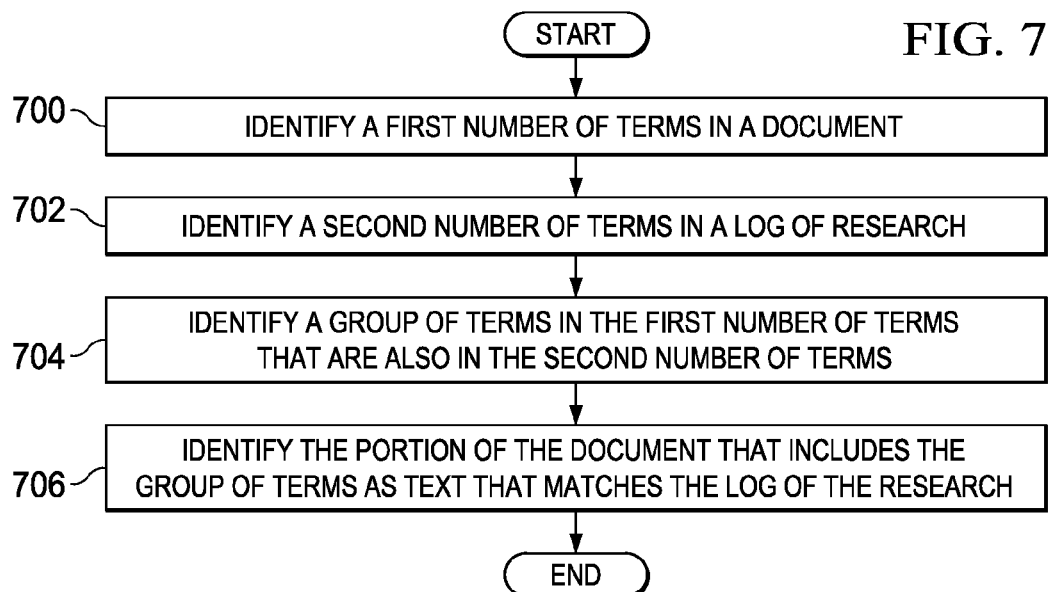 START
FIG. 7
700
IDENTIFY A FIRST NUMBER OF TERMS IN A DOCUMENT
702
IDENTIFY A SECOND NUMBER OF TERMS IN A LOG OF RESEARCH
704
IDENTIFY A GROUP OF TERMS IN THE FIRST NUMBER OF TERMS
THAT ARE ALSO IN THE SECOND NUMBER OF TERMS
706
IDENTIFY THE PORTION OF THE DOCUMENT THAT INCLUDES THE
GROUP OF TERMS AS TEXT THAT MATCHES THE LOG OF THE RESEARCH
END